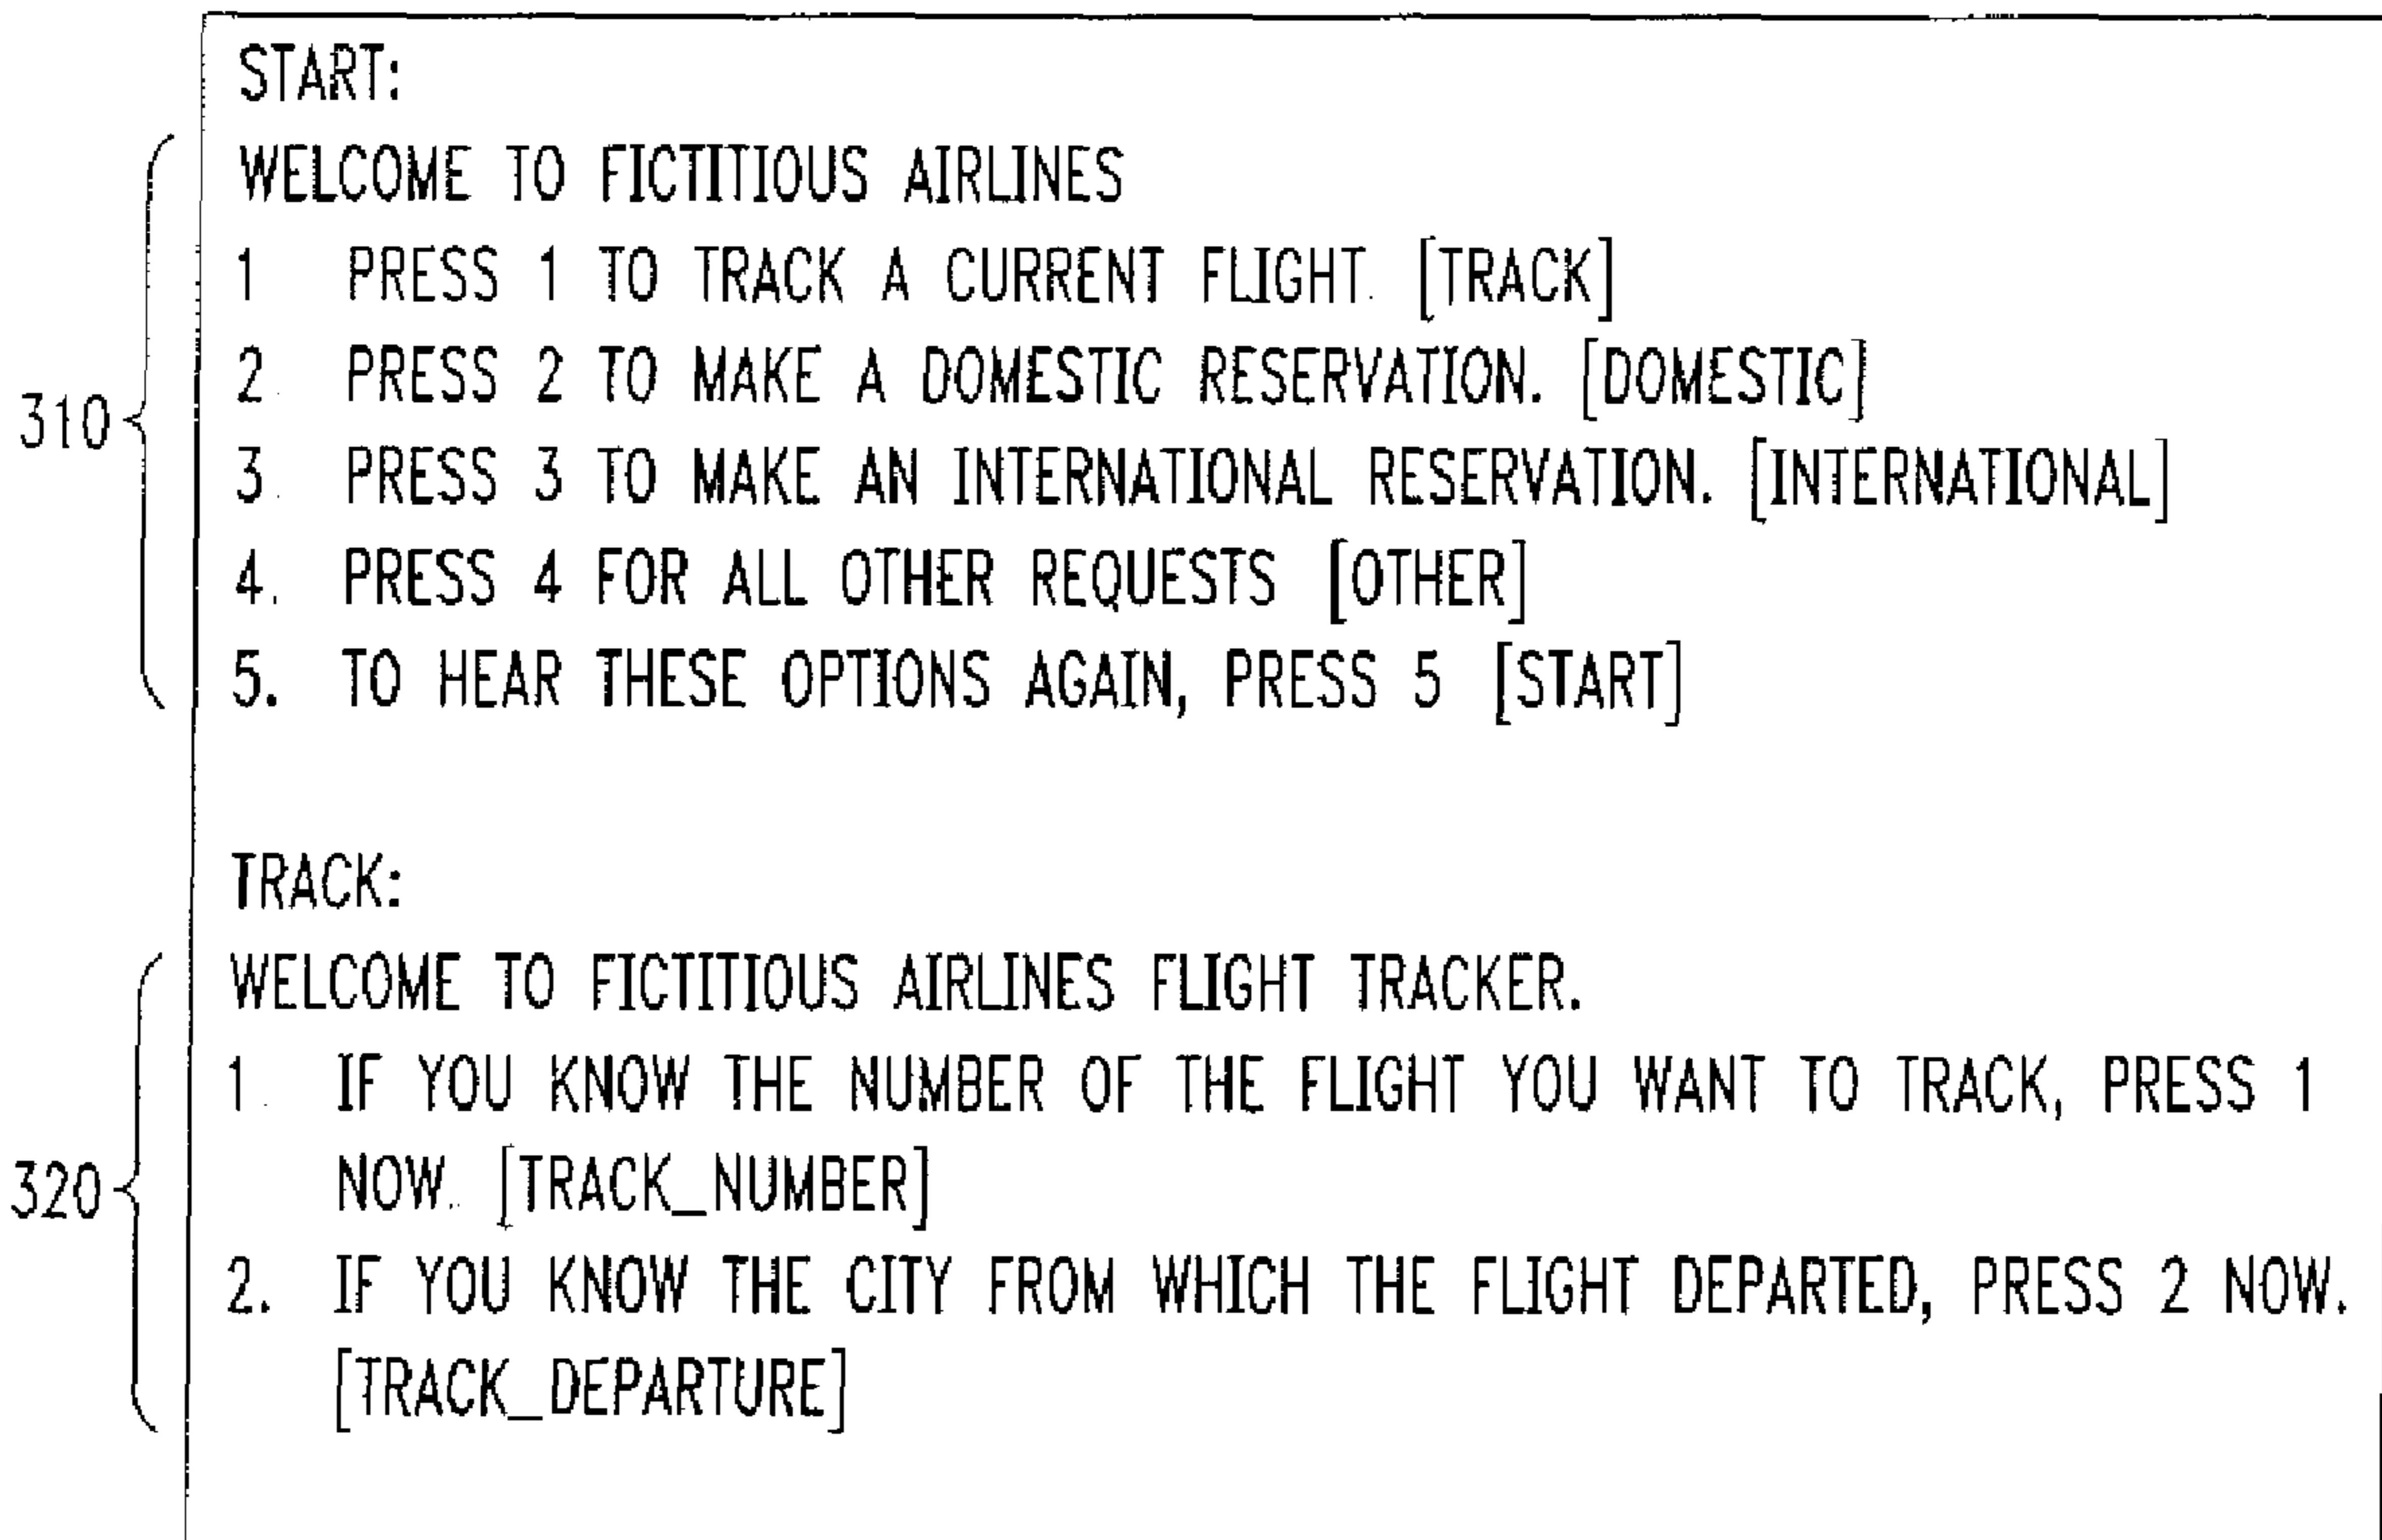 START:
WELCOME TO FICTITIOUS AIRLINES
1 PRESS 1 TO TRACK A CURRENT FLIGHT. [TRACK]
2. PRESS 2 TO MAKE A DOMESTIC RESERVATION. [DOMESTIC]
310
3. PRESS 3 TO MAKE AN INTERNATIONAL RESERVATION. [INTERNATIONAL]
4. PRESS 4 FOR ALL OTHER REQUESTS [OTHER]
5. TO HEAR THESE OPTIONS AGAIN, PRESS 5 [START]
TRACK:
WELCOME TO FICTITIOUS AIRLINES FLIGHT TRACKER.
1. IF YOU KNOW THE NUMBER OF THE FLIGHT YOU WANT TO TRACK, PRESS 1
NOW. [TRACK_NUMBER]
320
2. IF YOU KNOW THE CITY FROM WHICH THE FLIGHT DEPARTED, PRESS 2 NOW.
[TRACK_DEPARTURE]